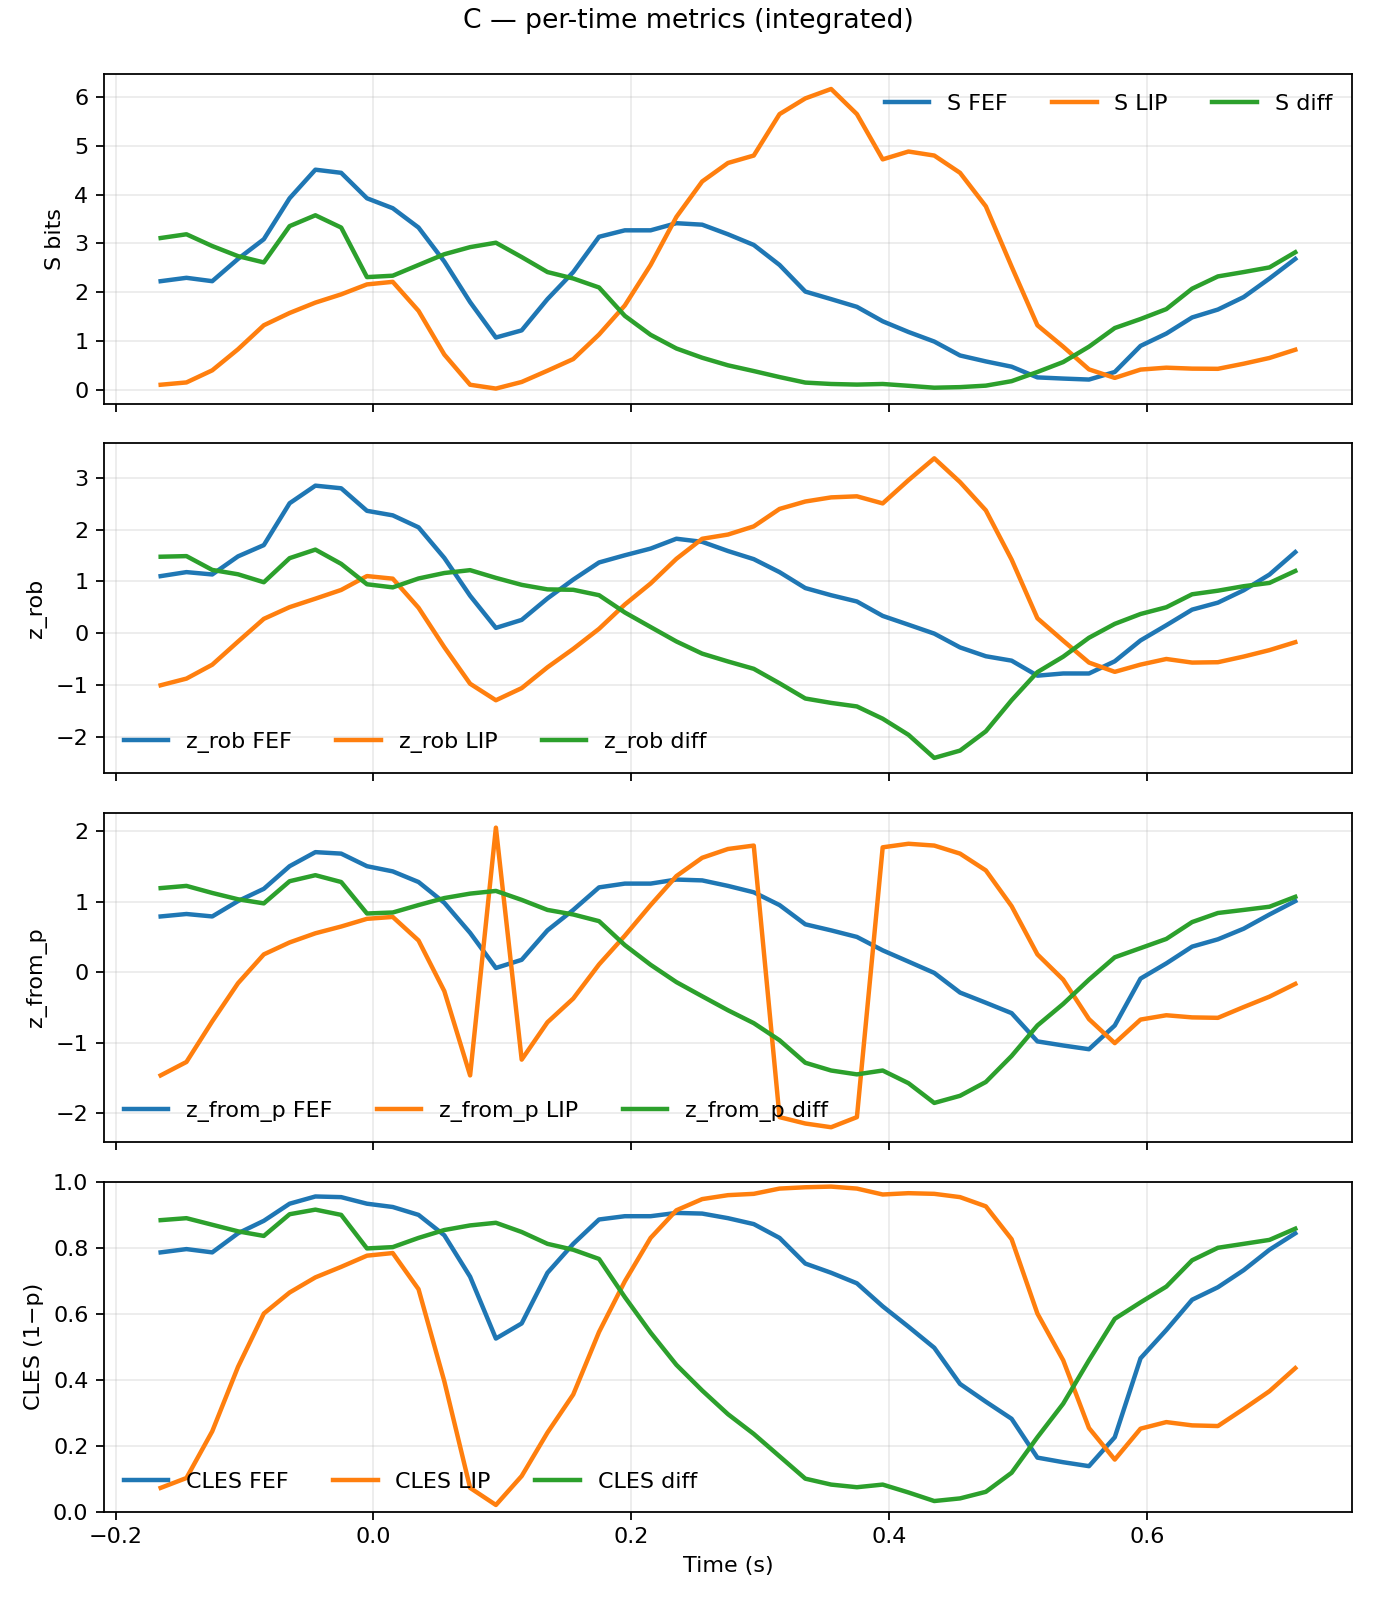 C — per-time metrics (integrated)
S FEF S LIP S diff
6
5
4
3
2
1
0
S bits
3
2
1
0
−1
−2
z_rob
z_rob FEF z_rob LIP z_rob diff
2
1
0
−1
−2
z_from_p
z_from_p FEF z_from_p LIP z_from_p diff
1.0
0.8
0.6
0.4
0.2
0.0
CLES (1−p)
CLES FEF CLES LIP CLES diff
−0.2 0.0 0.2 0.4 0.6
Time (s)